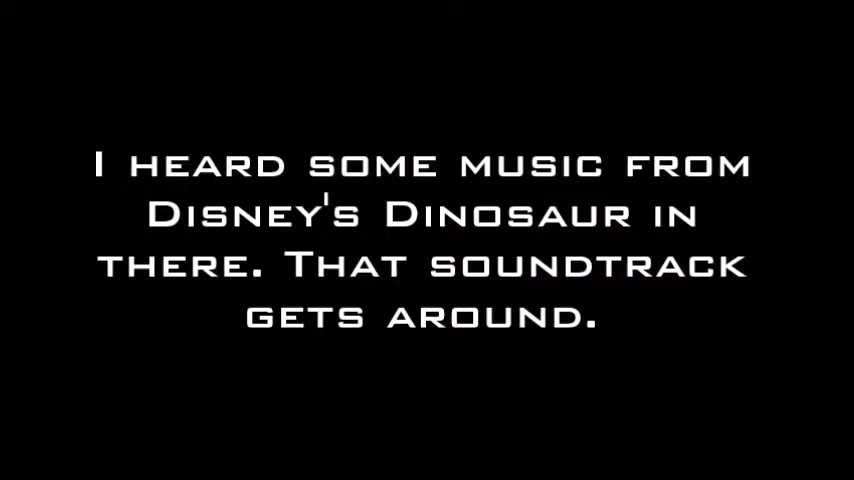 I heard some music from
Disney's Dinosaur in
there. That soundtrack
gets around.